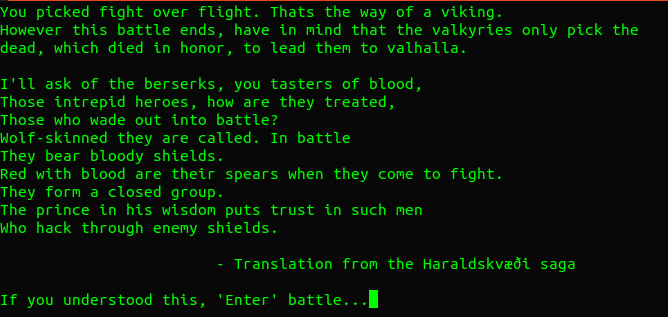 You picked fight over flight. Thats the way of a viking.
However this battle ends, have in mind that the valkyries only pick the
dead, which died in honor, to lead them to valhalla.
I'll ask of the berserks, you tasters of blood,
Those intrepid heroes, how are they treated,
Those who wade out into battle?
Wolf-skinned they are called. In battle
They bear bloody shields.
Red with blood are their spears when they come to fight.
They form a closed group.
The prince in his wisdom puts trust in such men
Who hack through enemy shields.
- Translation from the Haraldskvæði saga
If you understood this, 'Enter' battle...